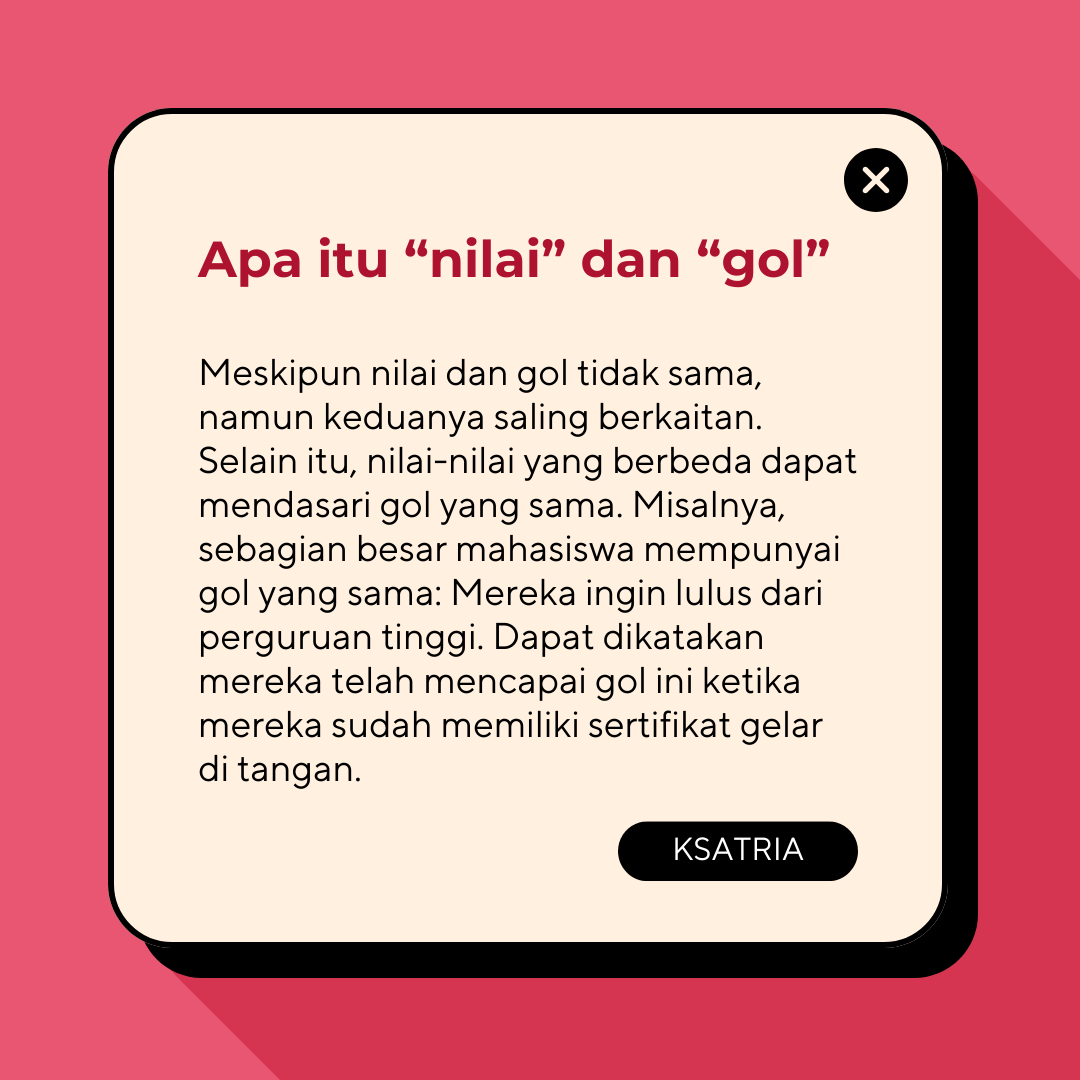 Apa itu “nilai” dan “gol”
Meskipun nilai dan gol tidak sama,
namun keduanya saling berkaitan.
Selain itu, nilai-nilai yang berbeda dapat
mendasari gol yang sama. Misalnya,
sebagian besar mahasiswa mempunyai
gol yang sama: Mereka ingin lulus dari
perguruan tinggi. Dapat dikatakan
mereka telah mencapai gol ini ketika
mereka sudah memiliki sertifikat gelar
di tangan.
KSATRIA